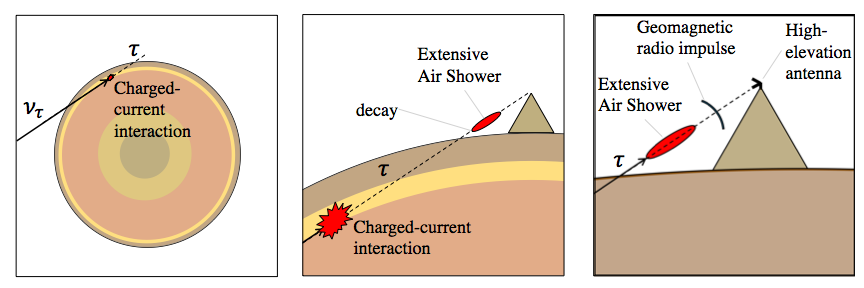 τ
Charged-
current
interaction
ν_τ
Extensive
Air Shower
decay
τ
Charged-current
interaction
Geomagnetic
radio impulse
High-
elevation
antenna
Extensive
Air Shower
τ